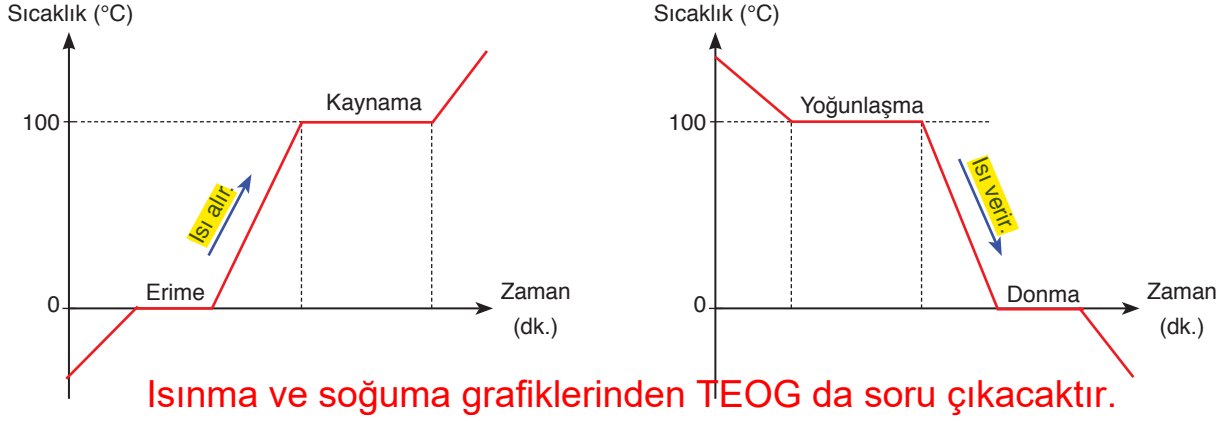 Sıcaklık (°C)
Kaynama
100
Isı alır.
Erime
0
Zaman
(dk.)
Sıcaklık (°C)
Yoğunlaşma
100
Isı verir.
Donma
0
Zaman
(dk.)
Isınma ve soğuma grafiklerinden TEOG da soru çıkacaktır.